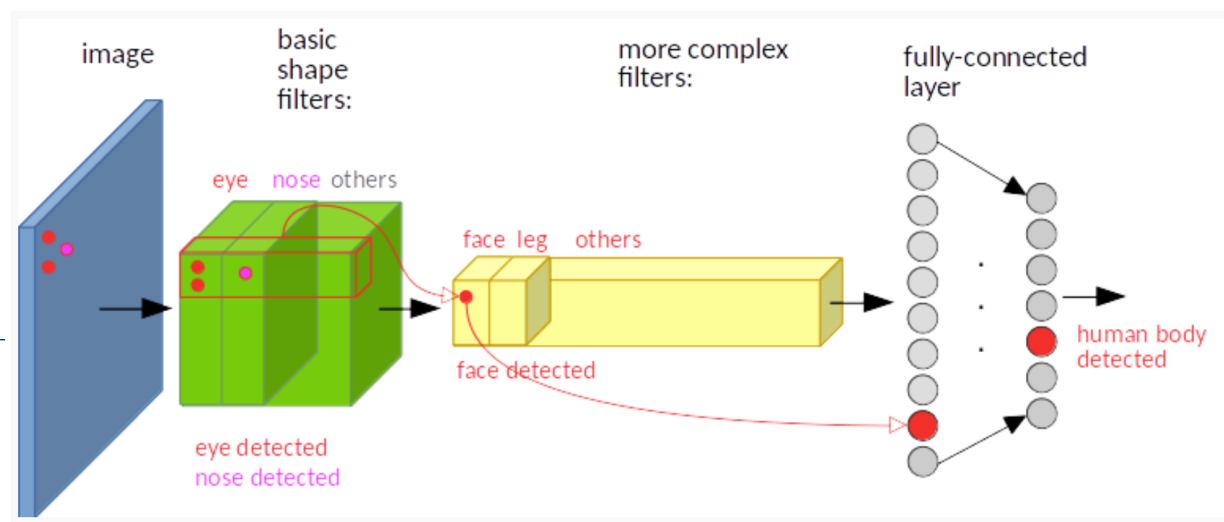 image
basic
shape
filters:
more complex
filters:
fully-connected
layer
eye nose others
face leg others
face detected
human body
detected
eye detected
nose detected